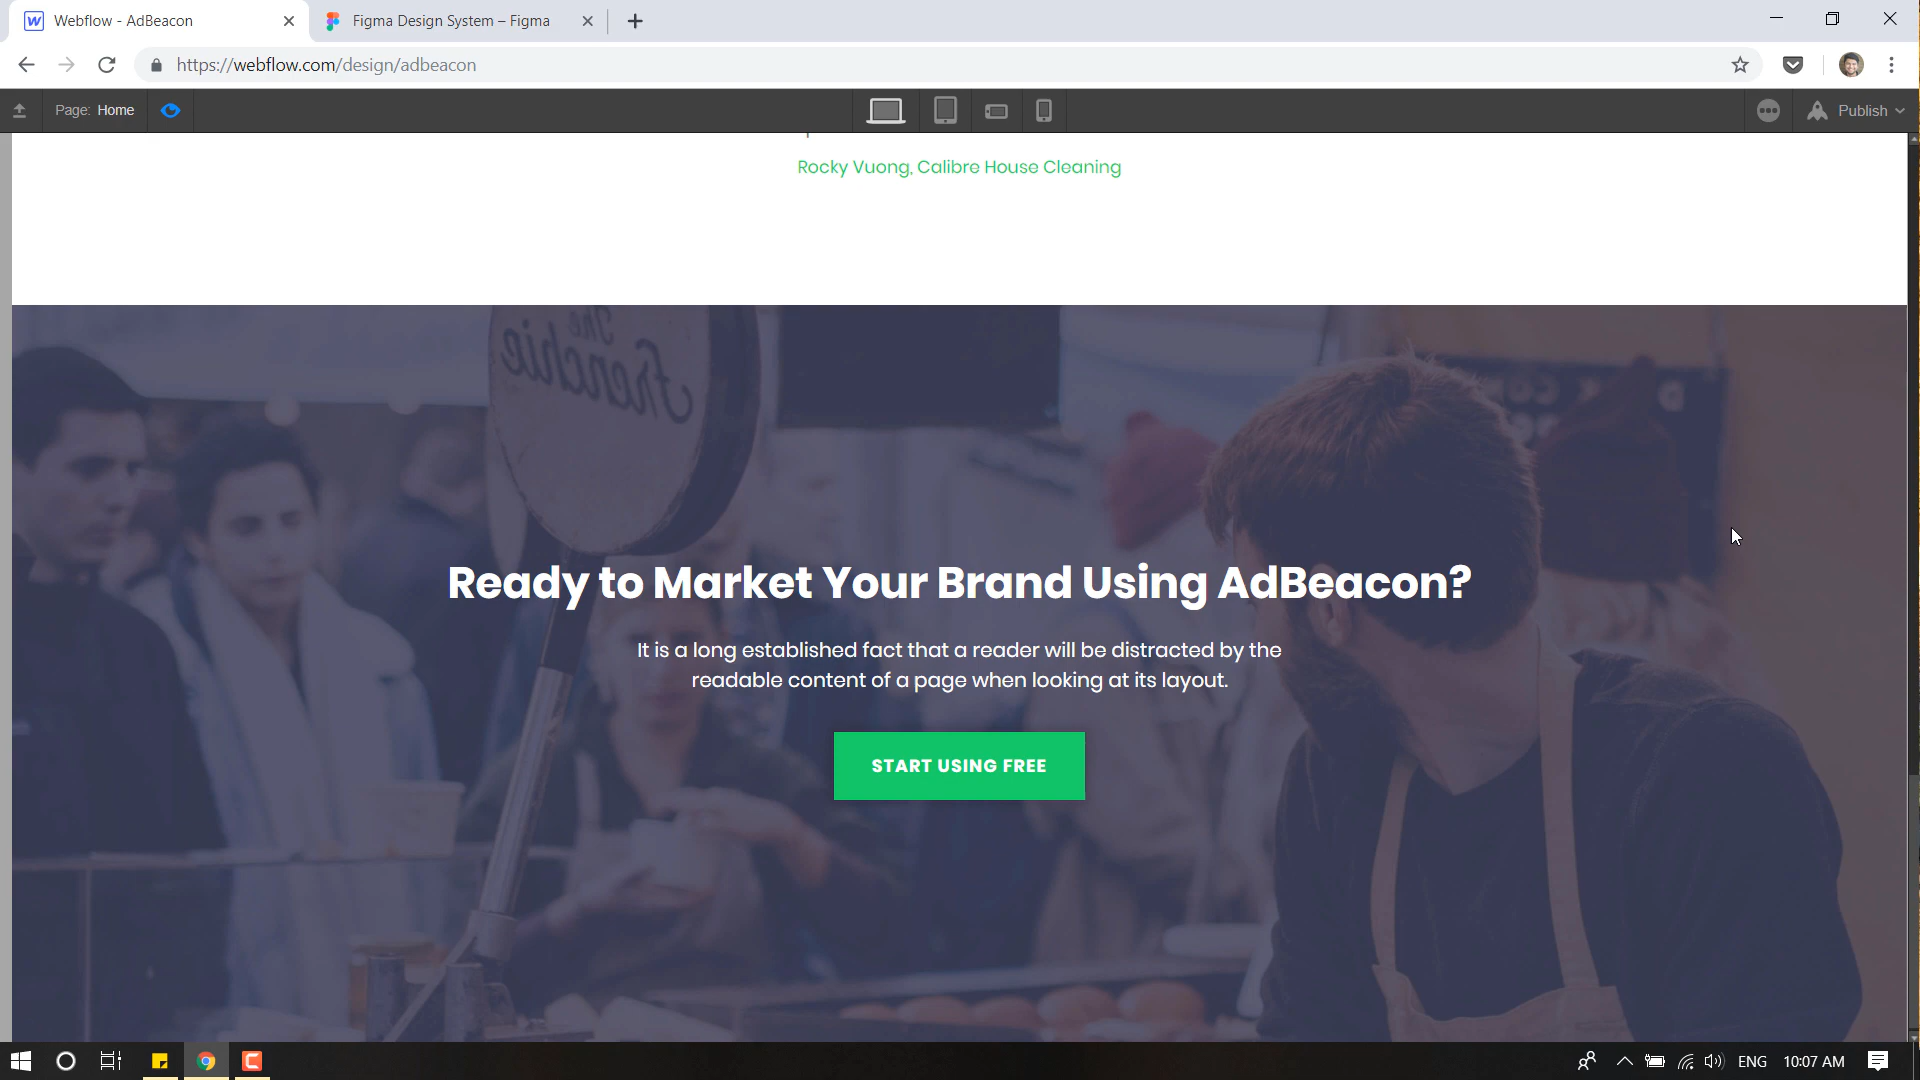 Webflow - AdBeacon
Figma Design System – Figma
https://webflow.com/design/adbeacon
Page: Home
Publish
Rocky Vuong, Calibre House Cleaning
The
Frenchie
Ready to Market Your Brand Using AdBeacon?
It is a long established fact that a reader will be distracted by the
readable content of a page when looking at its layout.
START USING FREE
ENG
10:07 AM